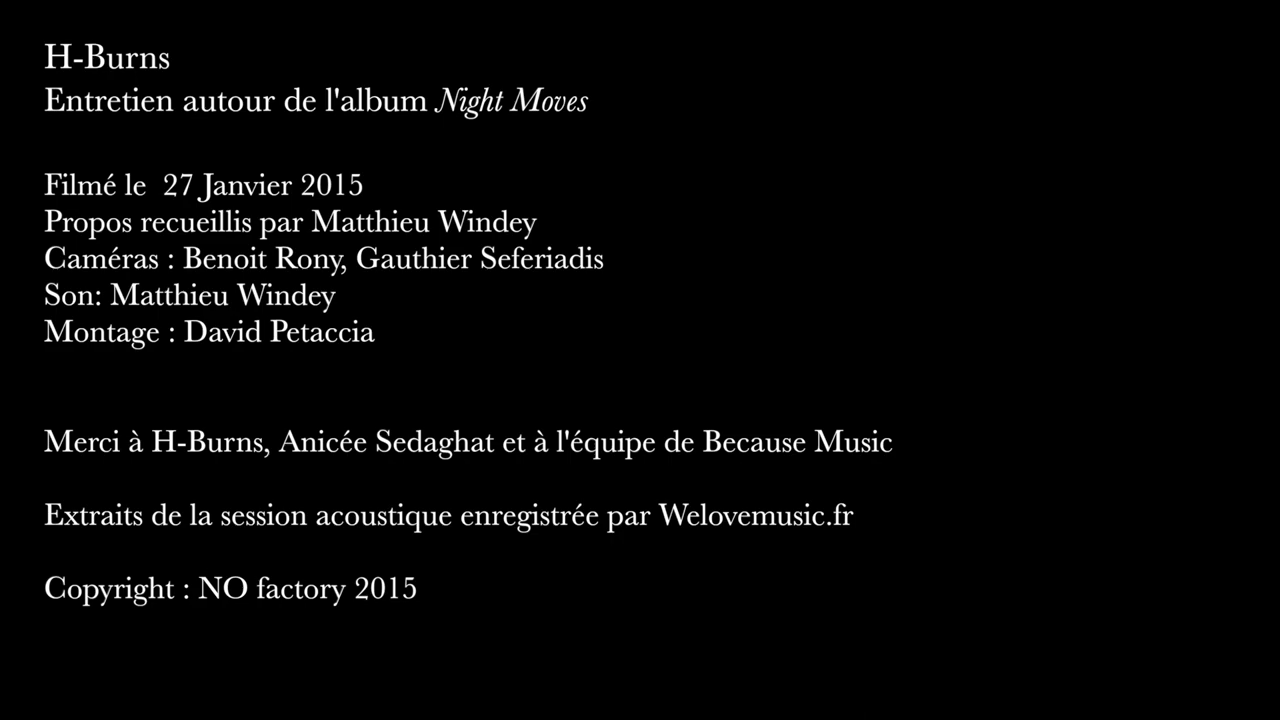 H-Burns
Entretien autour de l'album Night Moves
Filmé le  27 Janvier 2015
Propos recueillis par Matthieu Windey
Caméras : Benoit Rony, Gauthier Seferiadis
Son: Matthieu Windey
Montage : David Petaccia
Merci à H-Burns, Anicée Sedaghat et à l'équipe de Because Music
Extraits de la session acoustique enregistrée par Welovemusic.fr
Copyright : NO factory 2015